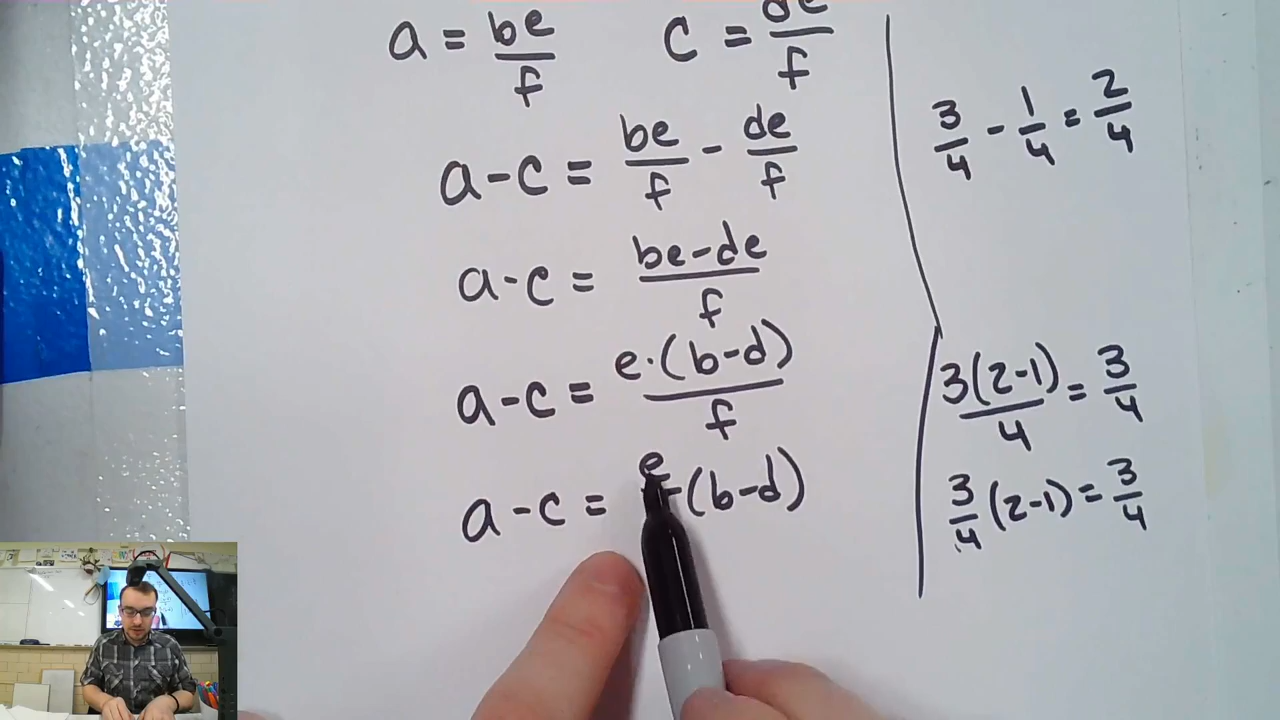 a = be/f    c = de/f
a-c = be/f - de/f
a-c = be-de/f
a-c = e·(b-d)/f
a-c = e/ (b-d)
3/4 - 1/4 = 2/4
3(2-1)/4 = 3/4
3/4 (2-1) = 3/4